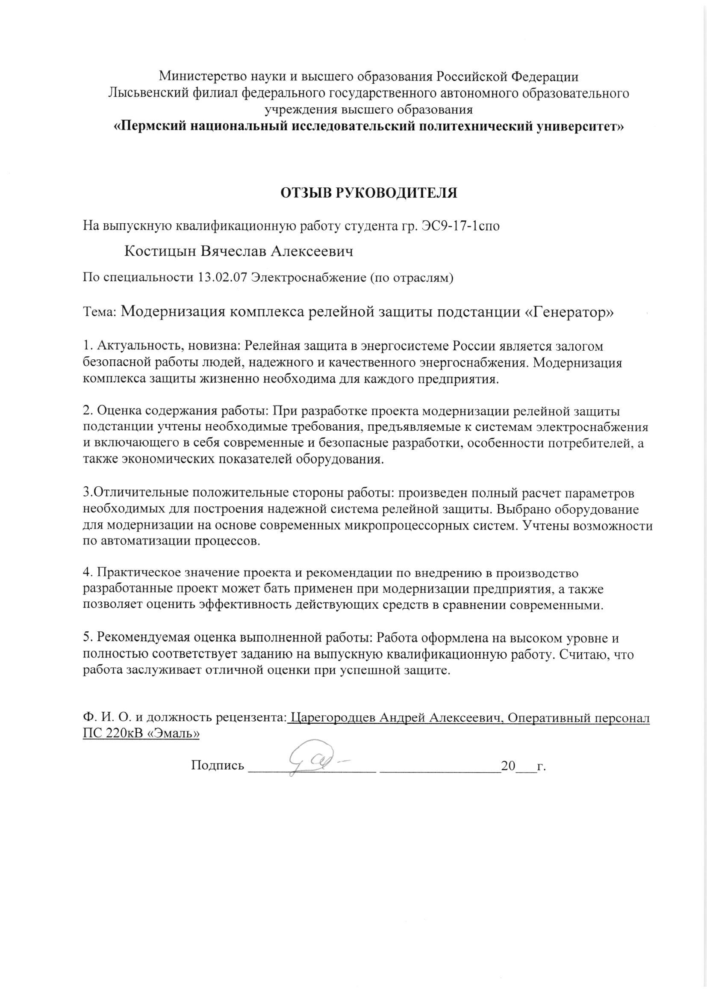 Министерство науки и высшего образования Российской Федерации
Лысьвенский филиал федерального государственного автономного образовательного
учреждения высшего образования
«Пермский национальный исследовательский политехнический университет»
ОТЗЫВ РУКОВОДИТЕЛЯ
На выпускную квалификационную работу студента гр. ЭС9-17-1спо
Костицын Вячеслав Алексеевич
По специальности 13.02.07 Электроснабжение (по отраслям)
Тема: Модернизация комплекса релейной защиты подстанции «Генератор»
1. Актуальность, новизна: Релейная защита в энергосистеме России является залогом
безопасной работы людей, надежного и качественного энергоснабжения. Модернизация
комплекса защиты жизненно необходима для каждого предприятия.
2. Оценка содержания работы: При разработке проекта модернизации релейной защиты
подстанции учтены необходимые требования, предъявляемые к системам электроснабжения
и включающего в себя современные и безопасные разработки, особенности потребителей, а
также экономических показателей оборудования.
3.Отличительные положительные стороны работы: произведен полный расчет параметров
необходимых для построения надежной система релейной защиты. Выбрано оборудование
для модернизации на основе современных микропроцессорных систем. Учтены возможности
по автоматизации процессов.
4. Практическое значение проекта и рекомендации по внедрению в производство
разработанные проект может бать применен при модернизации предприятия, а также
позволяет оценить эффективность действующих средств в сравнении современными.
5. Рекомендуемая оценка выполненной работы: Работа оформлена на высоком уровне и
полностью соответствует заданию на выпускную квалификационную работу. Считаю, что
работа заслуживает отличной оценки при успешной защите.
Ф. И. О. и должность рецензента: Царегородцев Андрей Алексеевич, Оперативный персонал
ПС 220кВ «Эмаль»
Подпись __________________ _________________20___г.